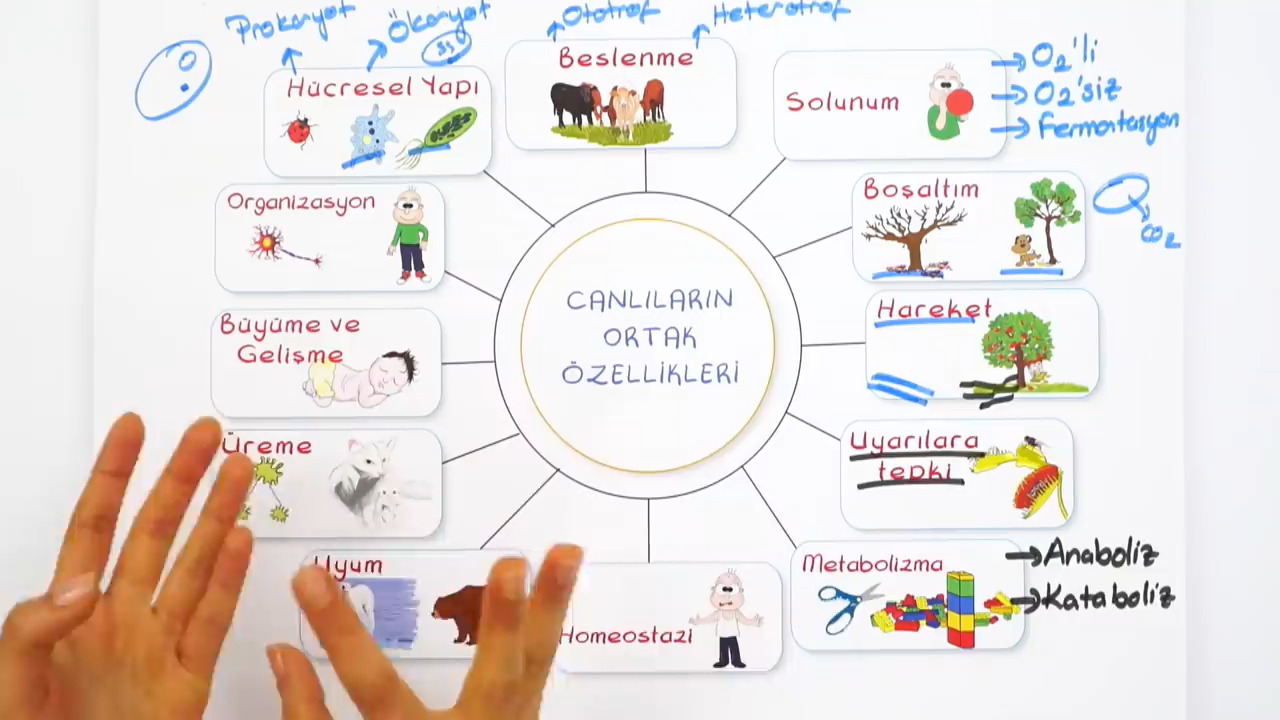 Prokaryot
Ökaryot
Ototrof
Heterotrof
Hücresel Yapı
Beslenme
Solunum
O₂'li
O₂'siz
Fermantasyon
Organizasyon
Boşaltım
CO₂
Büyüme ve
Gelişme
CANLILARIN
ORTAK
ÖZELLİKLERİ
Hareket
Üreme
Uyarılara
tepki
Uyum
Homeostazi
Metabolizma
Anaboliz
Kataboliz